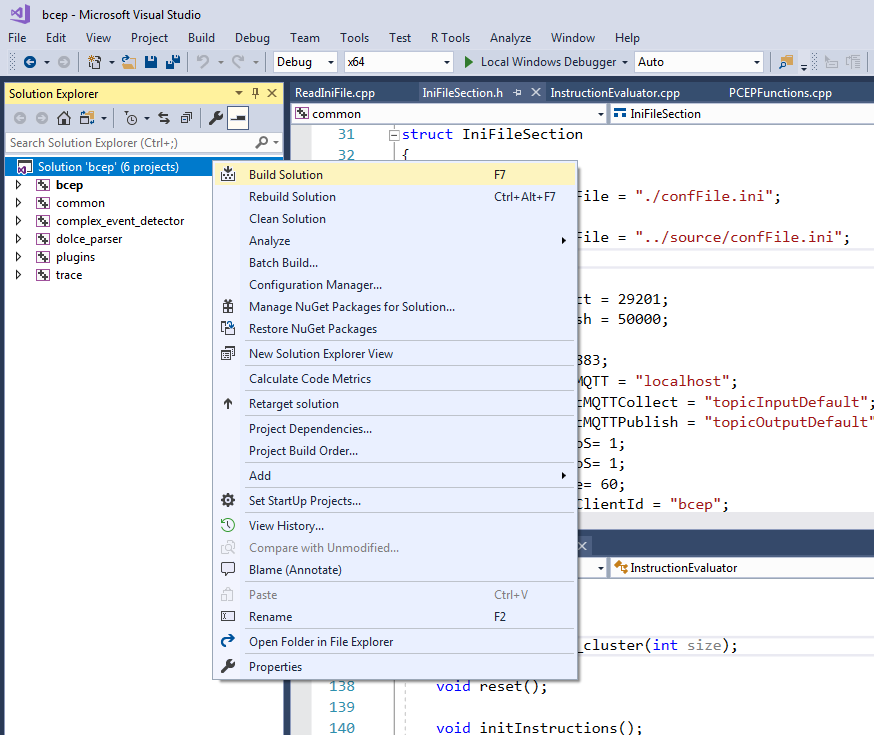 bcep - Microsoft Visual Studio
File Edit View Project Build Debug Team Tools Test R Tools Analyze Window Help
Debug x64 Local Windows Debugger Auto
Solution Explorer
Search Solution Explorer (Ctrl+;)
Solution 'bcep' (6 projects)
bcep
common
complex_event_detector
dolce_parser
plugins
trace
ReadIniFile.cpp IniFileSection.h InstructionEvaluator.cpp PCEPFunctions.cpp
common IniFileSection
31 struct IniFileSection
32 {
File = "./confFile.ini";
File = "../source/confFile.ini";
ct = 29201;
sh = 50000;
883;
MQTT = "localhost";
cMQTTCollect = "topicInputDefault";
cMQTTPublish = "topicOutputDefault"
oS= 1;
oS= 1;
e= 60;
ClientId = "bcep";
Build Solution F7
Rebuild Solution Ctrl+Alt+F7
Clean Solution
Analyze
Batch Build...
Configuration Manager...
Manage NuGet Packages for Solution...
Restore NuGet Packages
New Solution Explorer View
Calculate Code Metrics
Retarget solution
Project Dependencies...
Project Build Order...
Add
Set StartUp Projects...
View History...
Compare with Unmodified...
Blame (Annotate)
Paste Ctrl+V
Rename F2
Open Folder in File Explorer
Properties
InstructionEvaluator
_cluster(int size);
138 void reset();
139
140 void initInstructions();